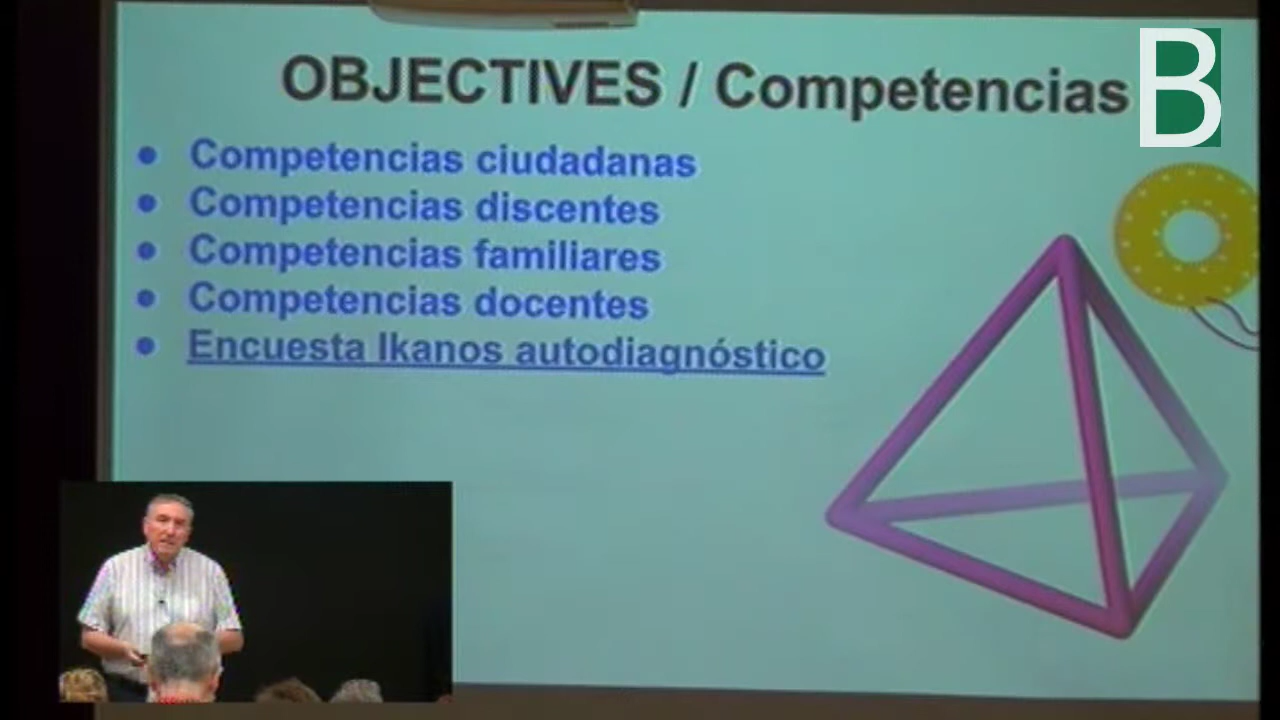 OBJECTIVES / Competencias
B
• Competencias ciudadanas
• Competencias discentes
• Competencias familiares
• Competencias docentes
• Encuesta Ikanos autodiagnóstico